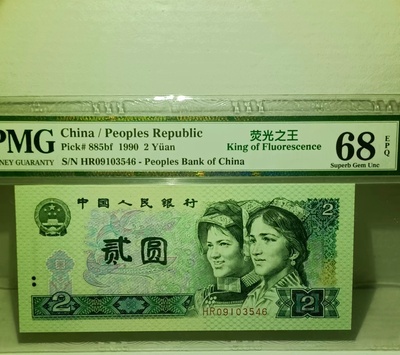 PMG
China / Peoples Republic
Pick# 885bf 1990 2 Yüan
S/N HR09103546 - Peoples Bank of China
NEY GUARANTY
荧光之王
King of Fluorescence
68
EPQ
Superb Gem Unc
中国人民银行
2
贰圆
2
HR09103546
2